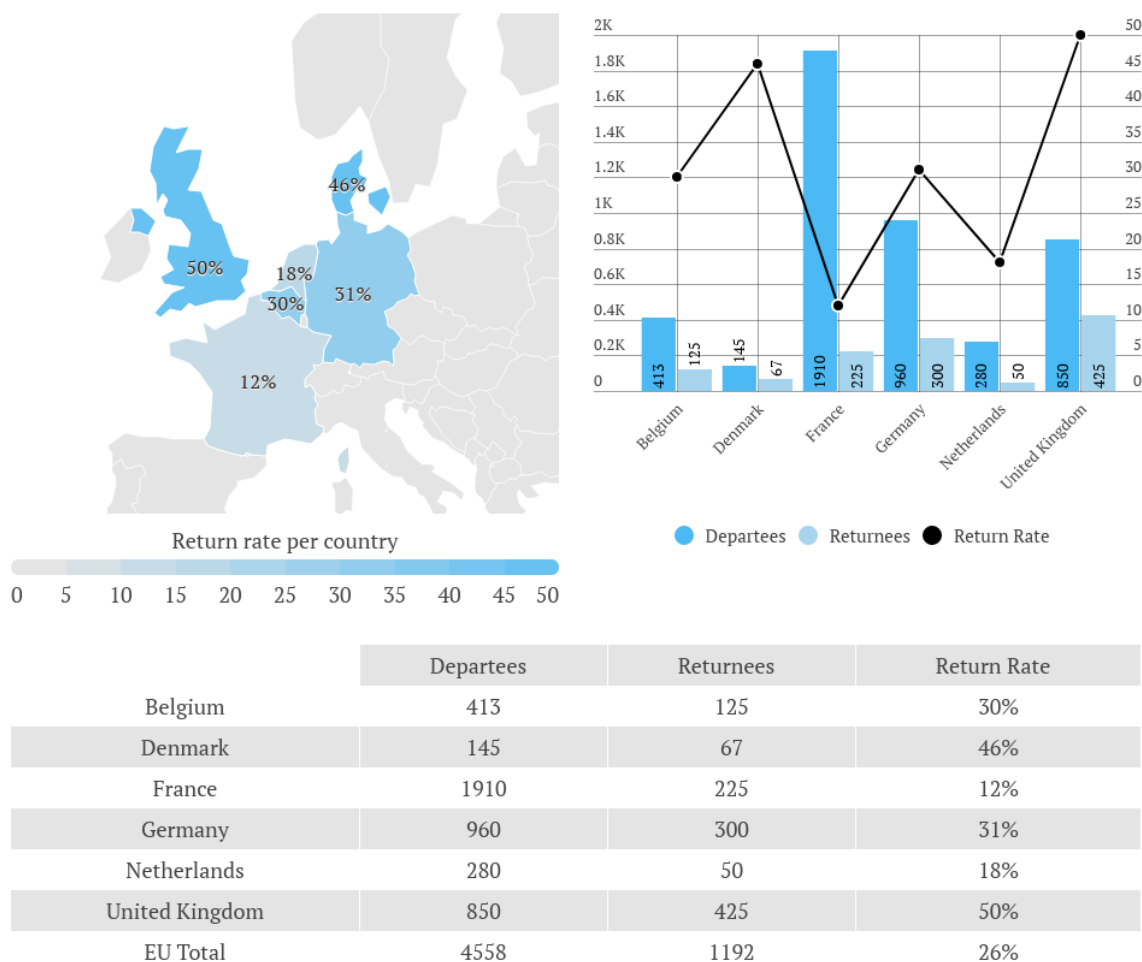 46%
50%
18%
30%
31%
12%
Return rate per country
0 5 10 15 20 25 30 35 40 45 50
2K 50
1.8K 45
1.6K 40
1.4K 35
1.2K 30
1K 25
0.8K 20
0.6K 15
0.4K 10
0.2K 5
0 0
413 125 145 67 1910 225 960 300 280 50 850 425
Belgium Denmark France Germany Netherlands United Kingdom
Departees Returnees Return Rate
Departees Returnees Return Rate
Belgium 413 125 30%
Denmark 145 67 46%
France 1910 225 12%
Germany 960 300 31%
Netherlands 280 50 18%
United Kingdom 850 425 50%
EU Total 4558 1192 26%